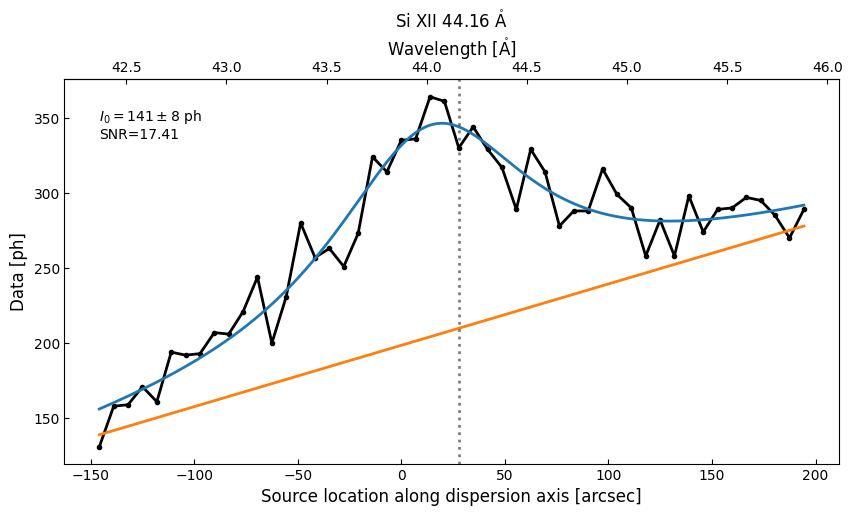 Si XII 44.16 Å
Wavelength [Å]
42.5 43.0 43.5 44.0 44.5 45.0 45.5 46.0
I₀ = 141 ± 8 ph
SNR=17.41
350
300
250
200
150
Data [ph]
−150 −100 −50 0 50 100 150 200
Source location along dispersion axis [arcsec]